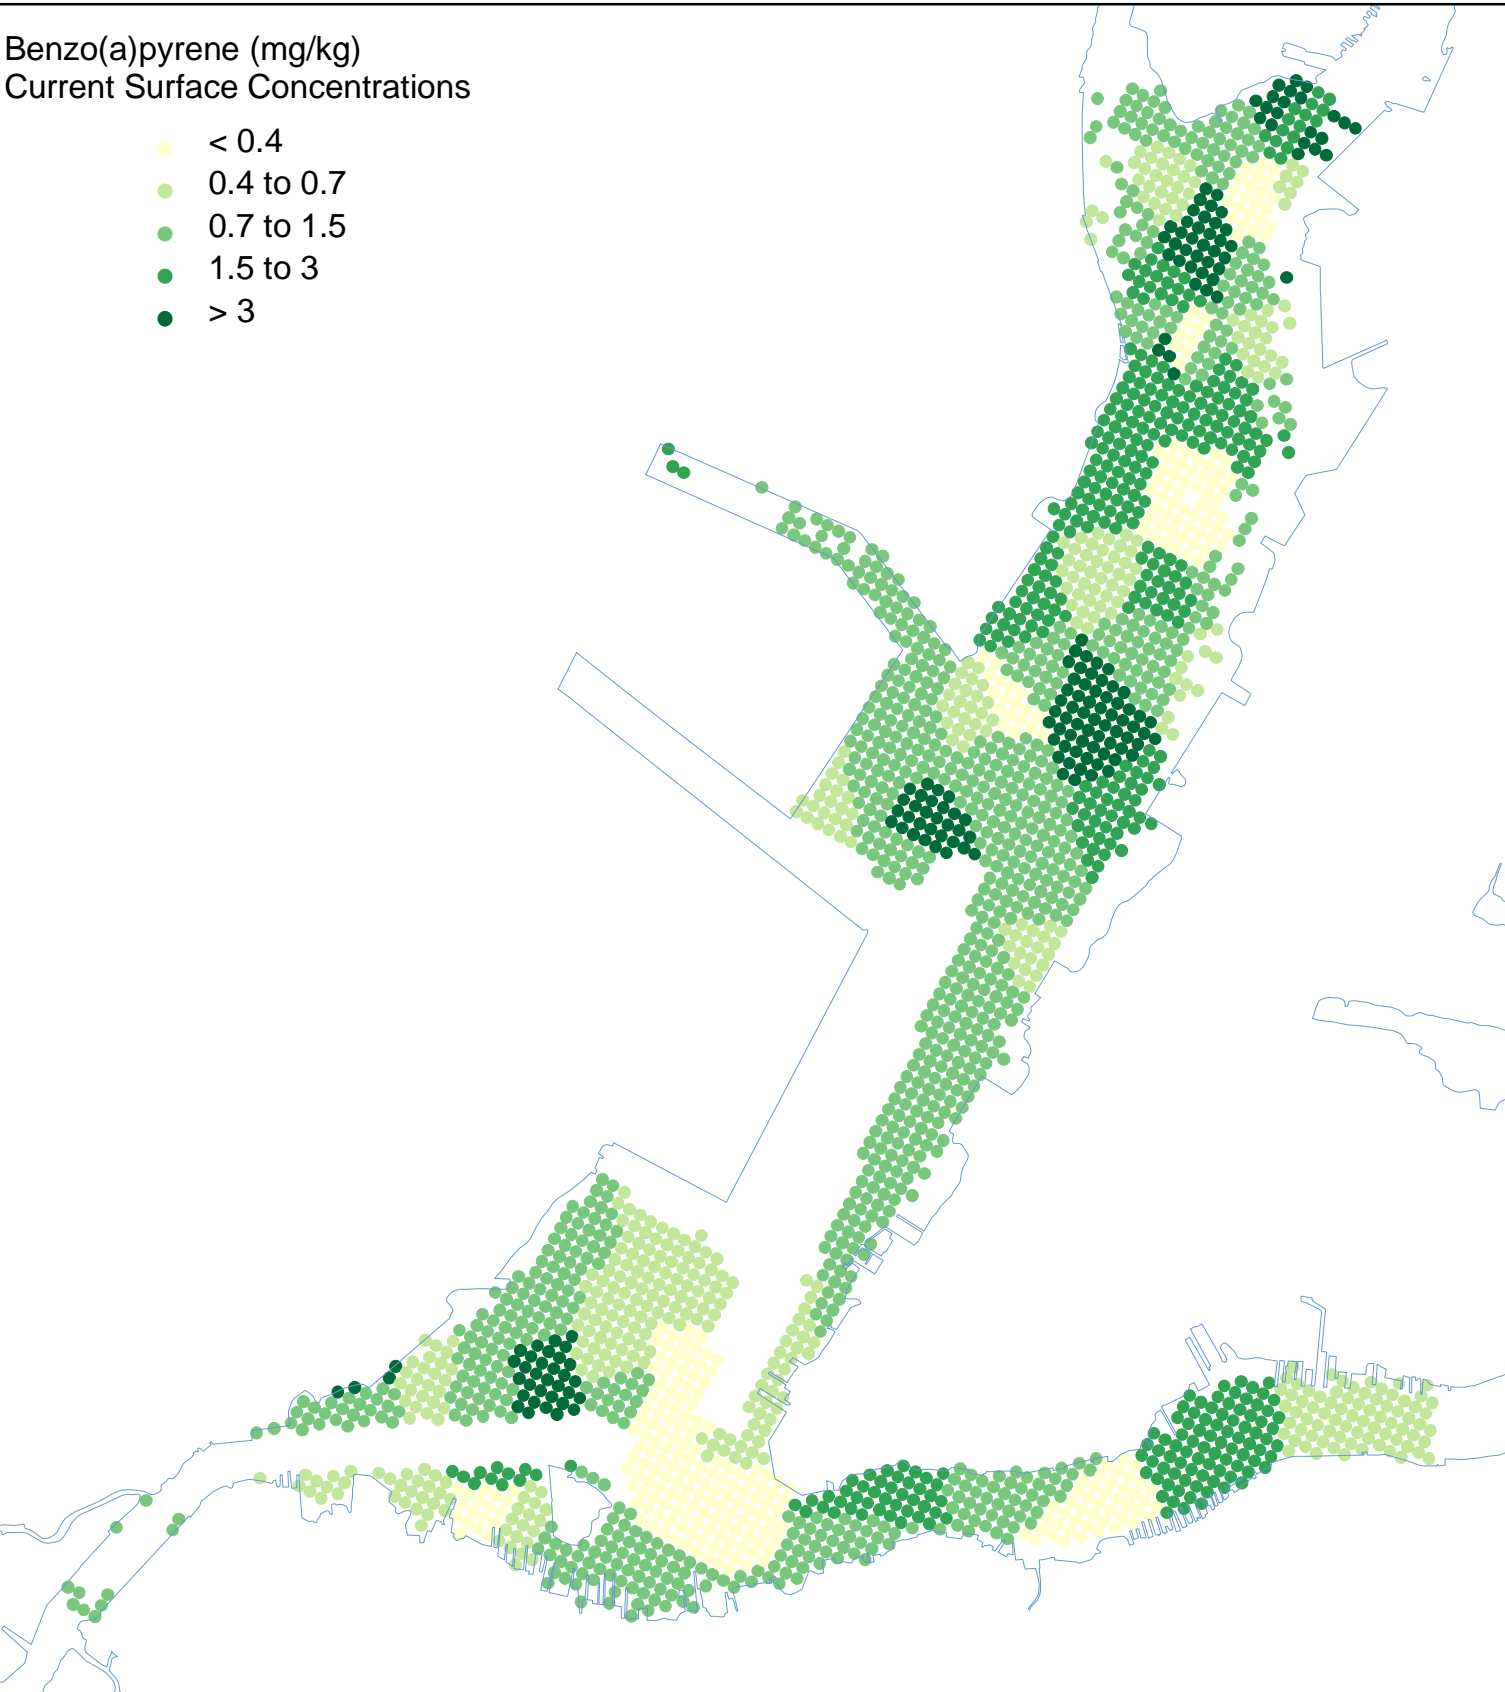 Benzo(a)pyrene (mg/kg)
Current Surface Concentrations
< 0.4
0.4 to 0.7
0.7 to 1.5
1.5 to 3
> 3